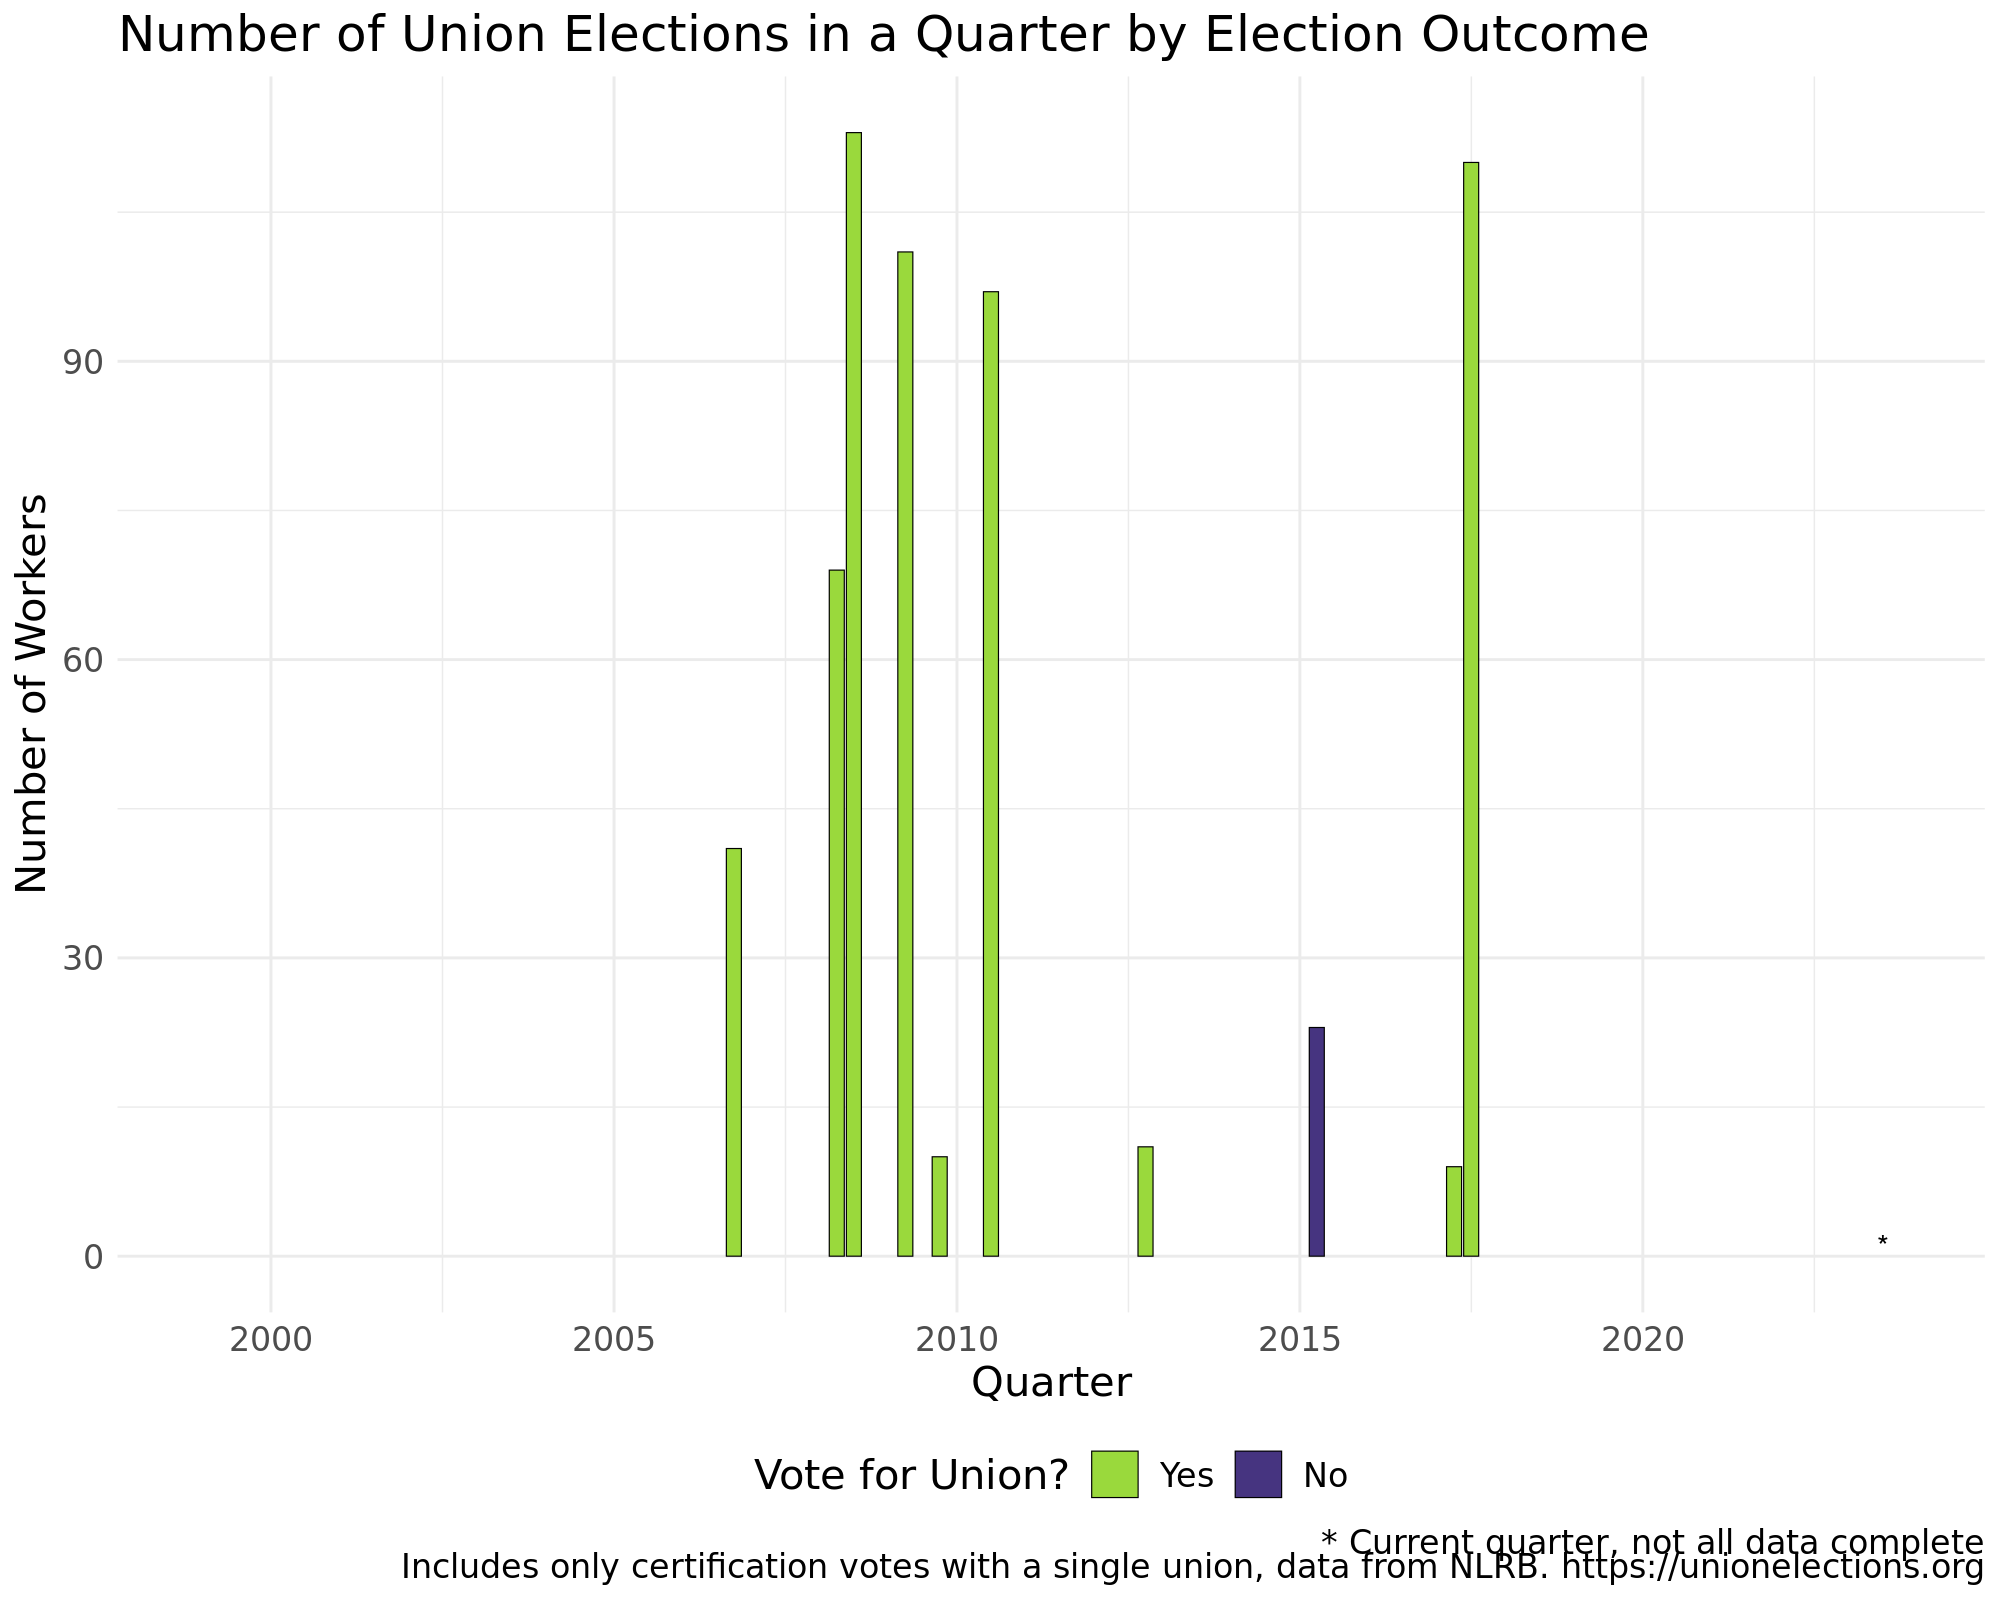 Number of Union Elections in a Quarter by Election Outcome
Number of Workers
90
60
30
0
*
2000 2005 2010 2015 2020
Quarter
Vote for Union? Yes No
* Current quarter, not all data complete
Includes only certification votes with a single union, data from NLRB. https://unionelections.org